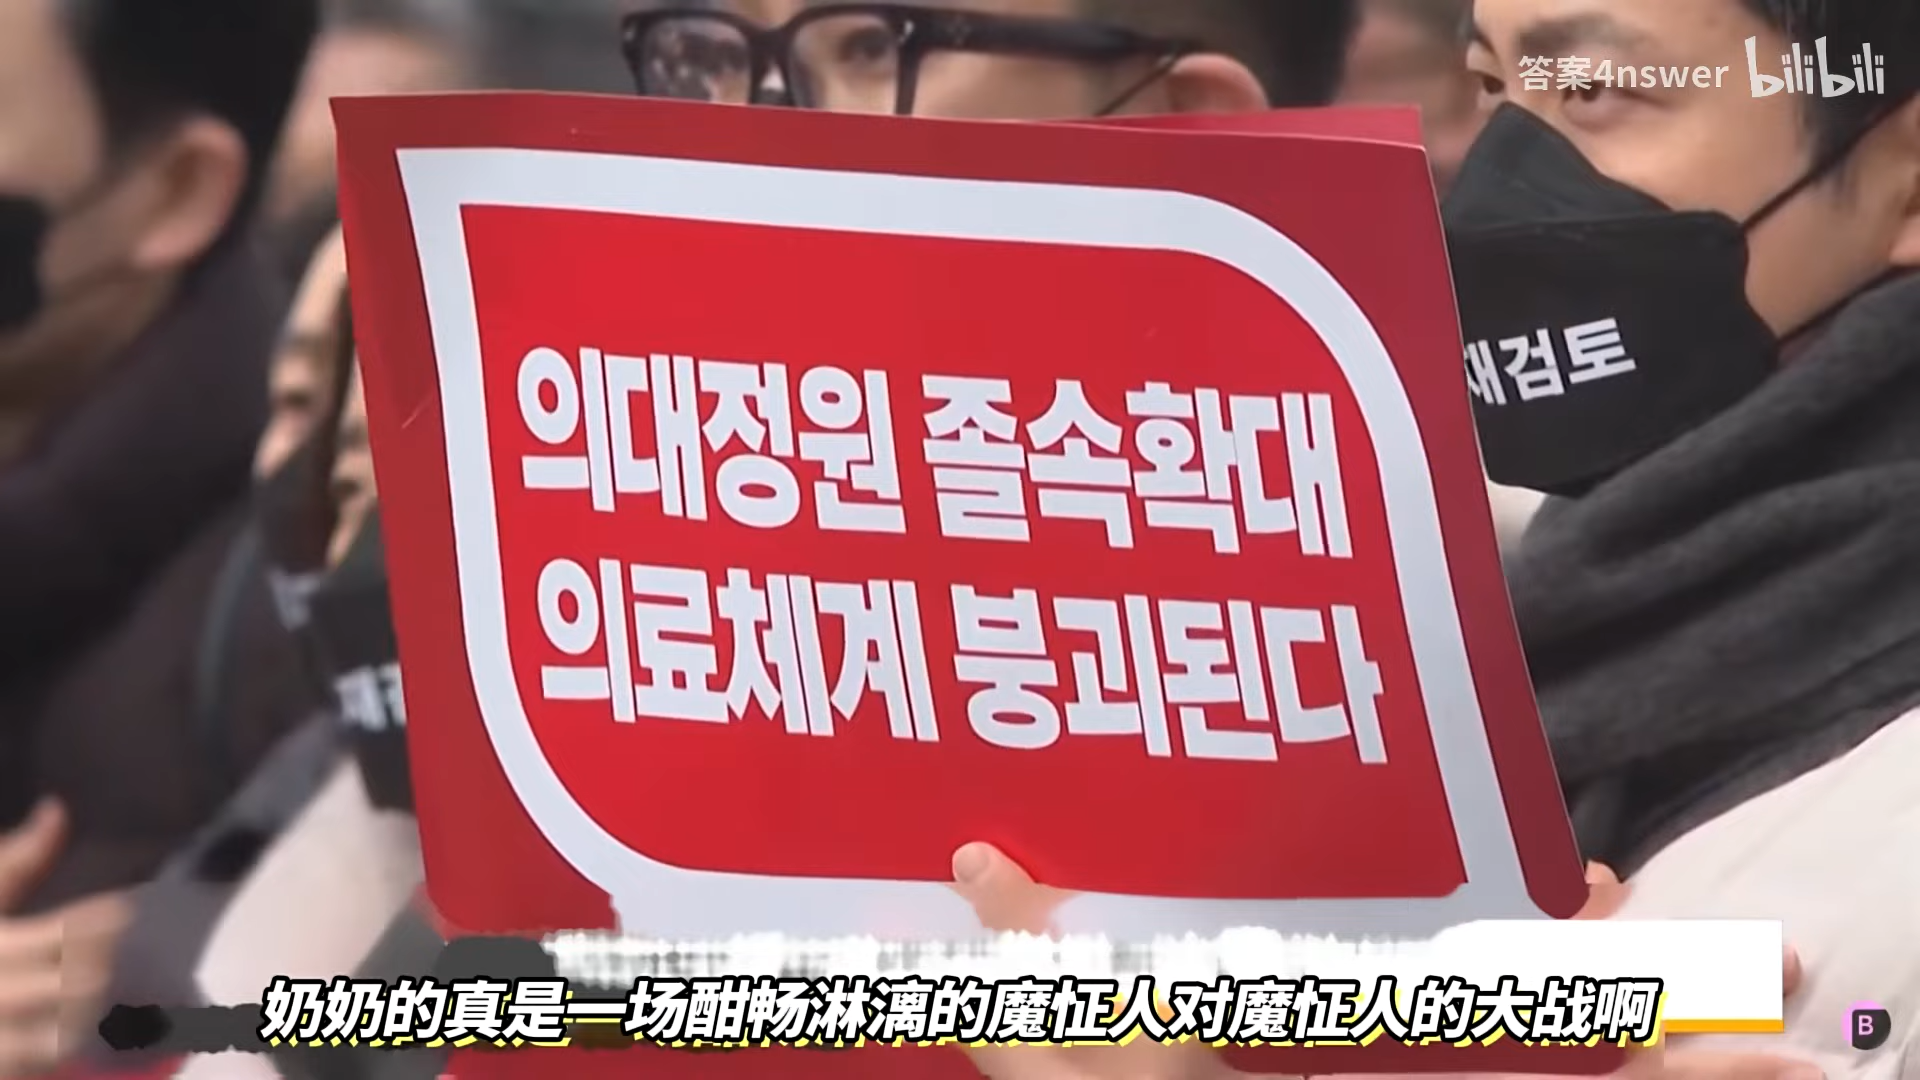 答案4nswer bilibili
의대정원 졸속확대
의료체계 붕괴된다
재검토
奶奶的真是一场酣畅淋漓的魔怔人对魔怔人的大战啊
B